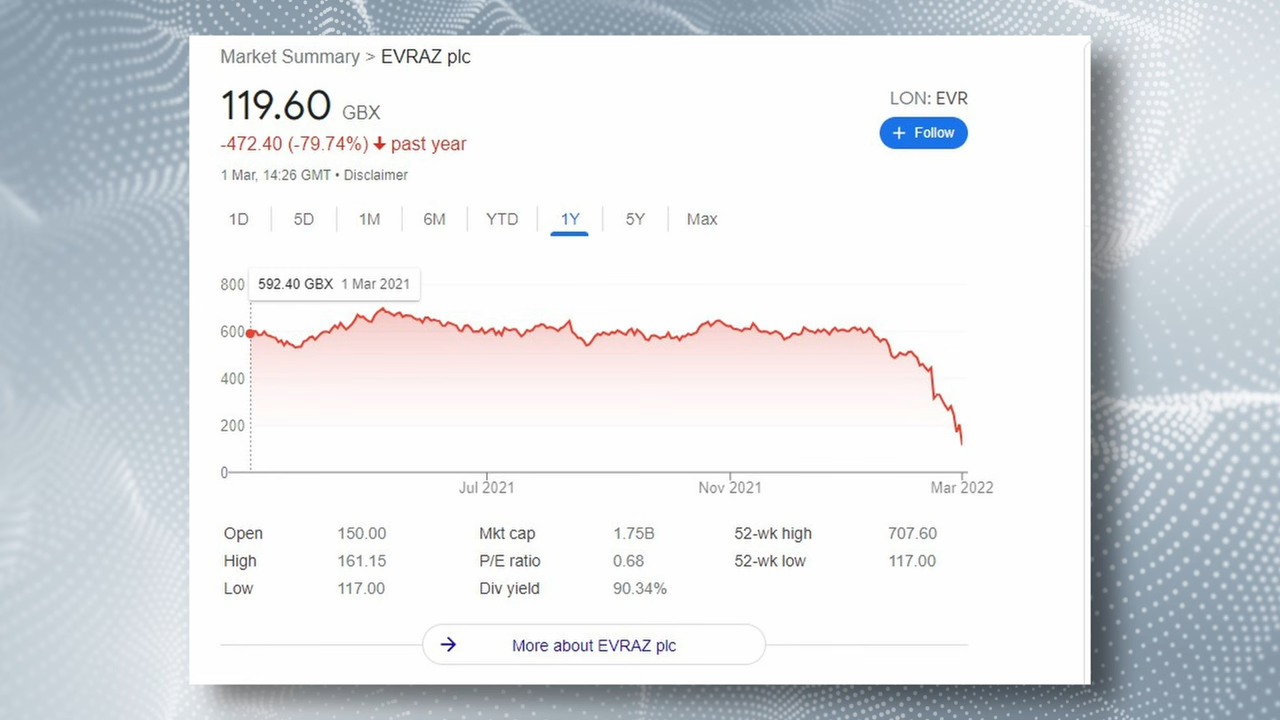 Market Summary > EVRAZ plc
119.60 GBX
LON: EVR
-472.40 (-79.74%) ↓ past year
+ Follow
1 Mar, 14:26 GMT • Disclaimer
1D 5D 1M 6M YTD 1Y 5Y Max
800
592.40 GBX 1 Mar 2021
600
400
200
0
Jul 2021 Nov 2021 Mar 2022
Open 150.00 Mkt cap 1.75B 52-wk high 707.60
High 161.15 P/E ratio 0.68 52-wk low 117.00
Low 117.00 Div yield 90.34%
→ More about EVRAZ plc